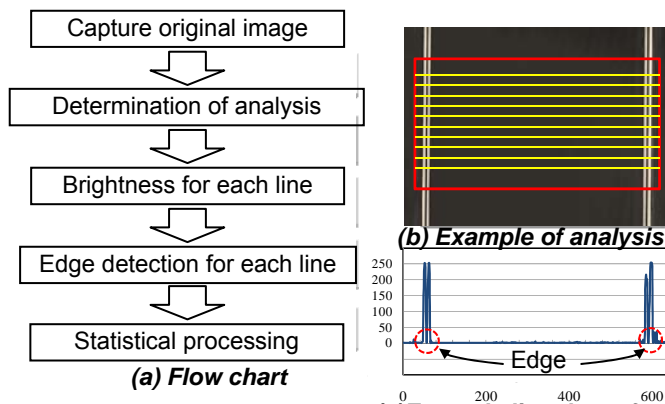 Capture original image
Determination of analysis
Brightness for each line
Edge detection for each line
Statistical processing
(a) Flow chart
(b) Example of analysis
250
200
150
100
50
0
Edge
0 200 400 600